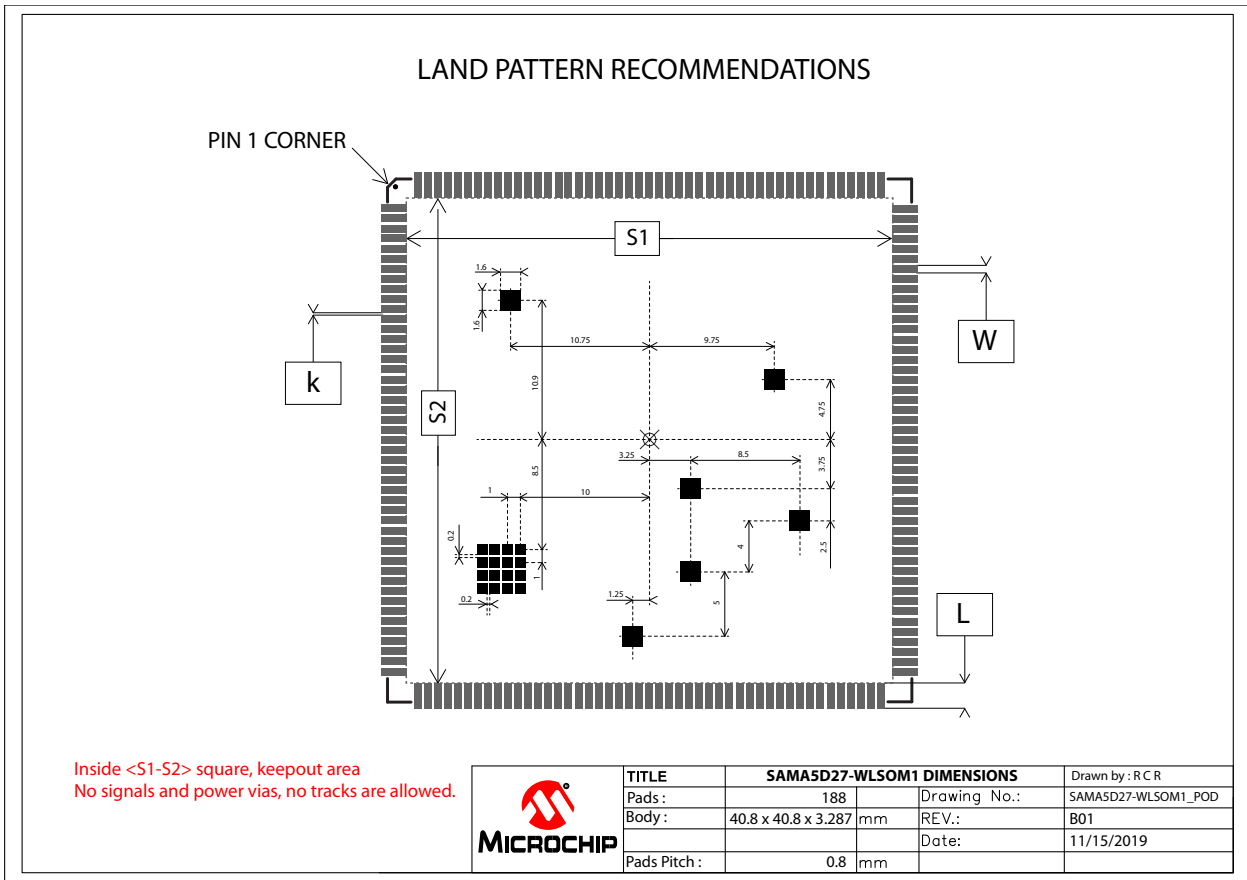 LAND PATTERN RECOMMENDATIONS
PIN 1 CORNER
S1
1.6
1.6
W
10.75
9.75
k
10.9
4.75
S2
3.25
8.5
3.75
8.5
1
10
0.2
4
2.5
1
0.2
1.25
5
L
Inside <S1-S2> square, keepout area
No signals and power vias, no tracks are allowed.
MICROCHIP
TITLE SAMA5D27-WLSOM1 DIMENSIONS Drawn by : R C R
Pads : 188 Drawing No.: SAMA5D27-WLSOM1_POD
Body : 40.8 x 40.8 x 3.287 mm REV.: B01
Date: 11/15/2019
Pads Pitch : 0.8 mm